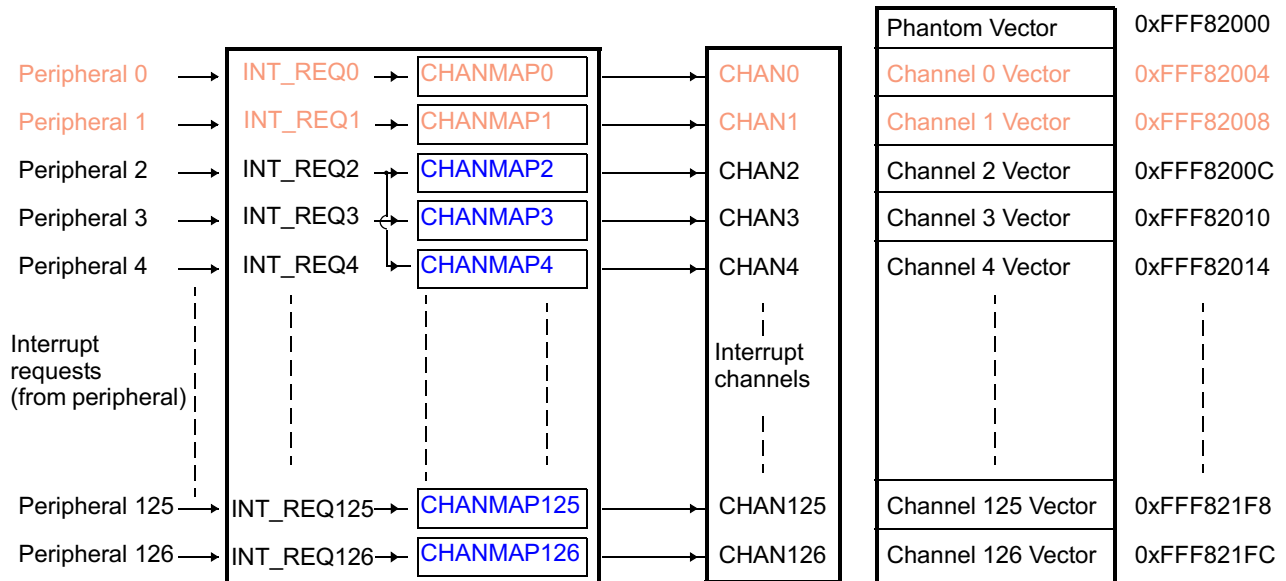 Phantom Vector 0xFFF82000
Peripheral 0 INT_REQ0 CHANMAP0 CHAN0 Channel 0 Vector 0xFFF82004
Peripheral 1 INT_REQ1 CHANMAP1 CHAN1 Channel 1 Vector 0xFFF82008
Peripheral 2 INT_REQ2 CHANMAP2 CHAN2 Channel 2 Vector 0xFFF8200C
Peripheral 3 INT_REQ3 CHANMAP3 CHAN3 Channel 3 Vector 0xFFF82010
Peripheral 4 INT_REQ4 CHANMAP4 CHAN4 Channel 4 Vector 0xFFF82014
Interrupt
requests
(from peripheral)
Interrupt
channels
Peripheral 125 INT_REQ125 CHANMAP125 CHAN125 Channel 125 Vector 0xFFF821F8
Peripheral 126 INT_REQ126 CHANMAP126 CHAN126 Channel 126 Vector 0xFFF821FC